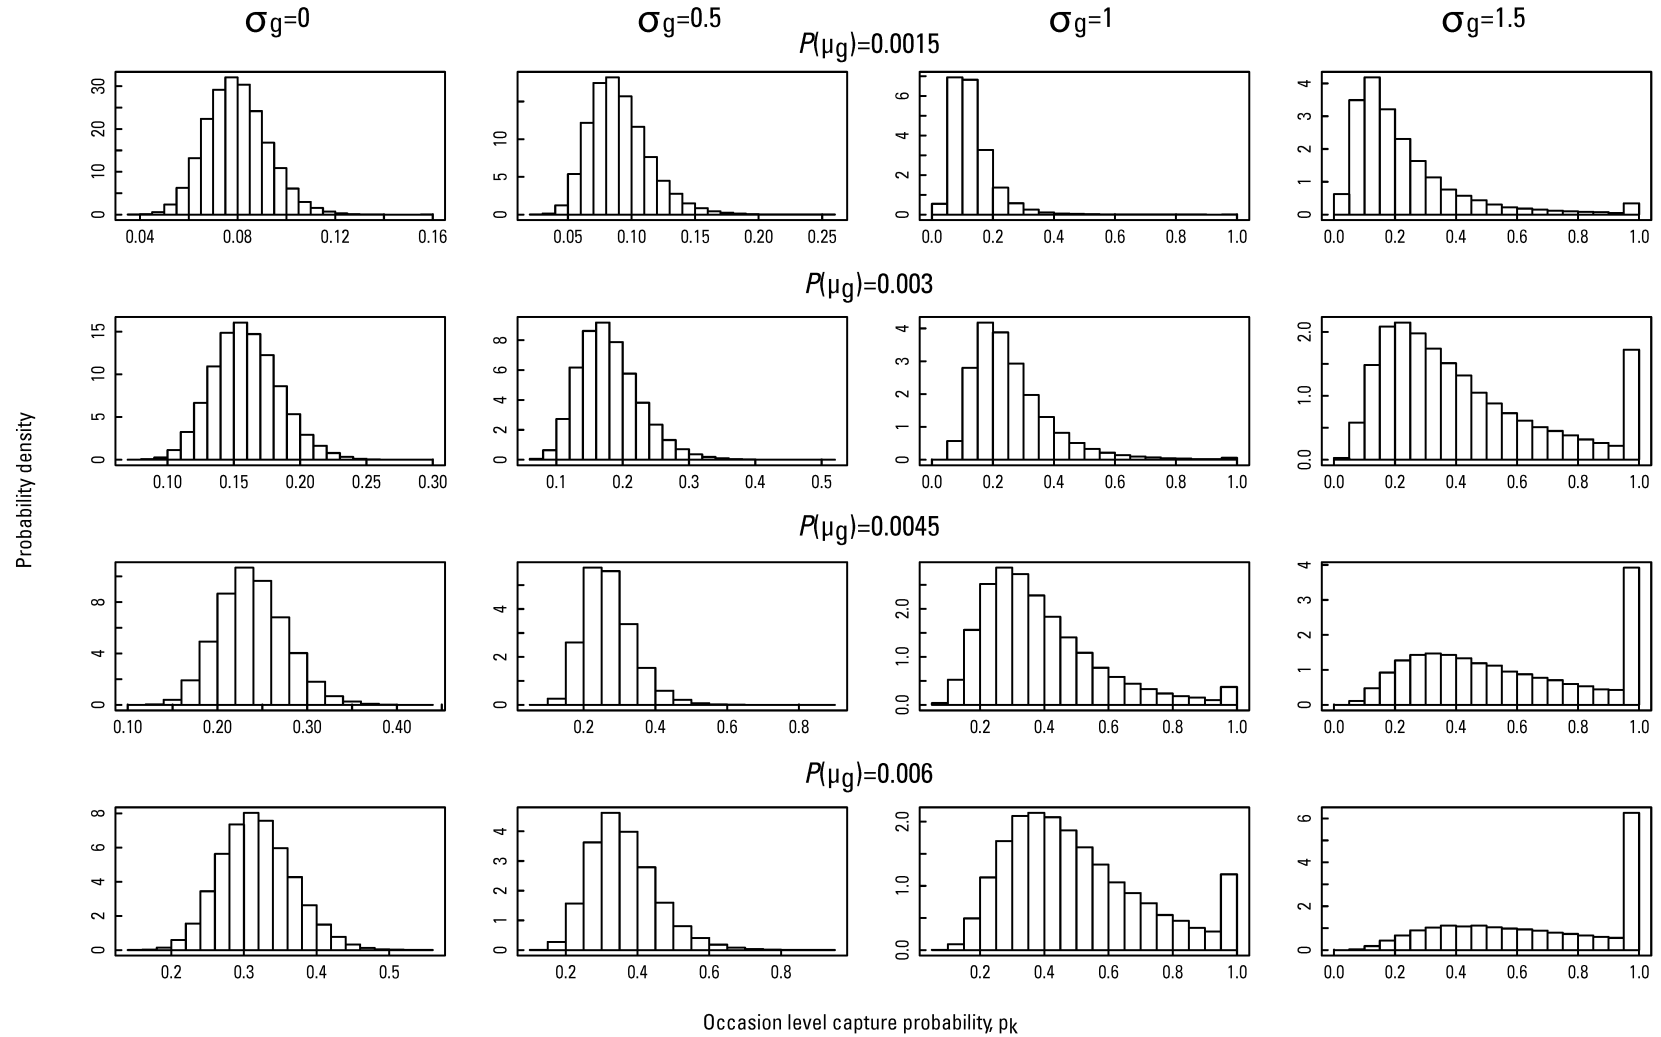 σg=0 σg=0.5 σg=1 σg=1.5
P(μg)=0.0015
30 20 10 0
0.04 0.08 0.12 0.16
10 5 0
0.05 0.10 0.15 0.20 0.25
6 4 2 0
0.0 0.2 0.4 0.6 0.8 1.0
4 3 2 1 0
0.0 0.2 0.4 0.6 0.8 1.0
P(μg)=0.003
15 10 5 0
0.10 0.15 0.20 0.25 0.30
8 6 4 2 0
0.1 0.2 0.3 0.4 0.5
4 3 2 1 0
0.0 0.2 0.4 0.6 0.8 1.0
2.0 1.0 0.0
0.0 0.2 0.4 0.6 0.8 1.0
Probability density
P(μg)=0.0045
8 4 0
0.10 0.20 0.30 0.40
4 2 0
0.2 0.4 0.6 0.8
2.0 1.0 0.0
0.2 0.4 0.6 0.8 1.0
4 3 2 1 0
0.0 0.2 0.4 0.6 0.8 1.0
P(μg)=0.006
8 6 4 2 0
0.2 0.3 0.4 0.5
4 3 2 1 0
0.2 0.4 0.6 0.8
2.0 1.0 0.0
0.2 0.4 0.6 0.8 1.0
6 4 2 0
0.0 0.2 0.4 0.6 0.8 1.0
Occasion level capture probability, pk